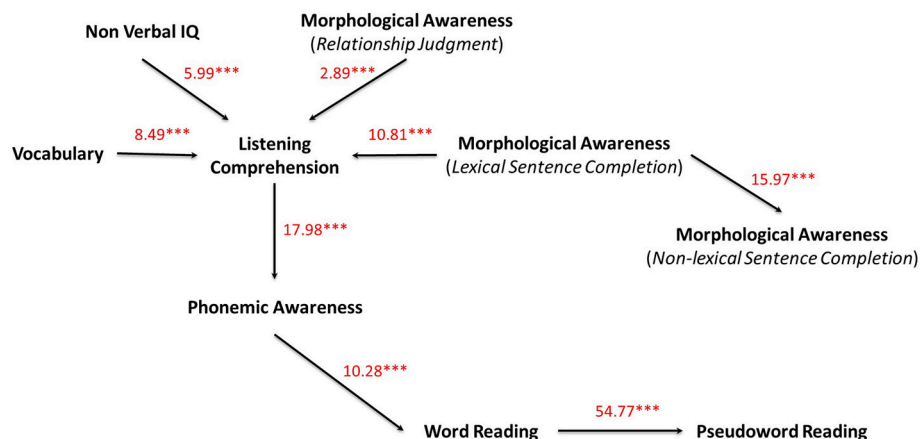 Non Verbal IQ
Morphological Awareness
(Relationship Judgment)
5.99***
2.89***
8.49***
10.81***
Vocabulary
Listening
Comprehension
Morphological Awareness
(Lexical Sentence Completion)
15.97***
17.98***
Morphological Awareness
(Non-lexical Sentence Completion)
Phonemic Awareness
10.28***
54.77***
Word Reading
Pseudoword Reading